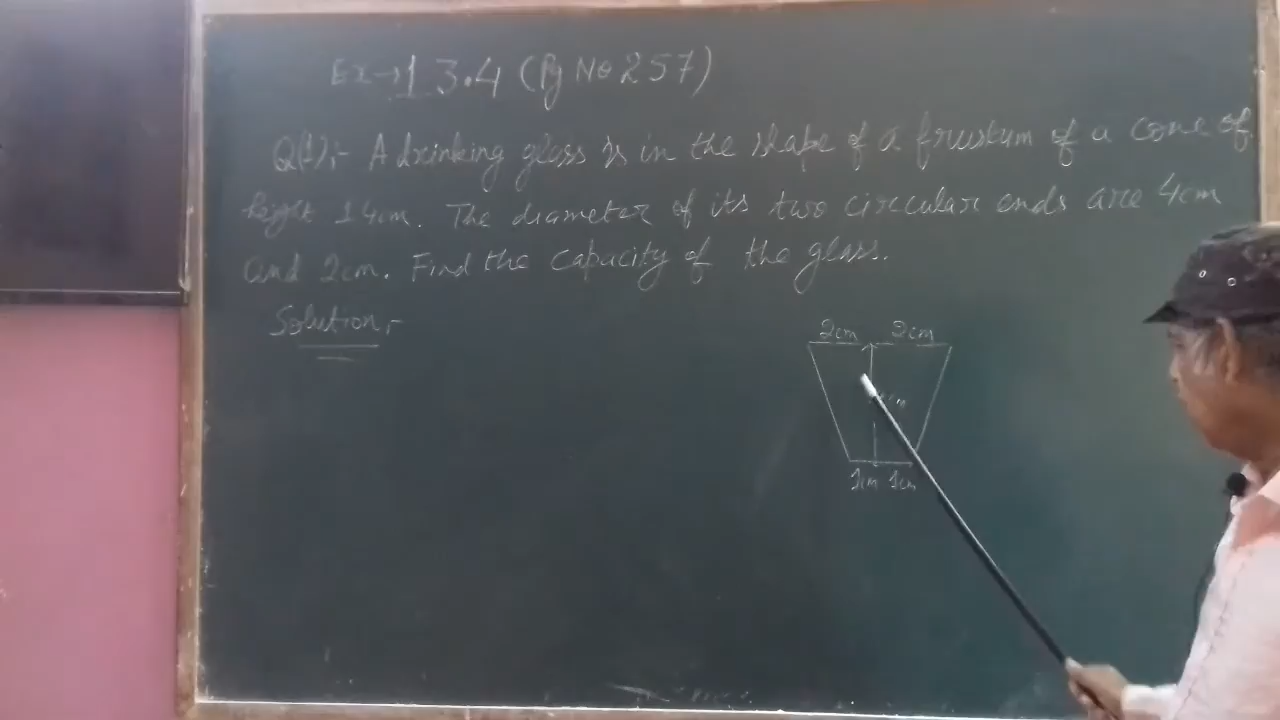 Ex→13.4 (Pg No 257)
Q(1):- A drinking glass is in the shape of a frustum of a cone of
height 14cm. The diameter of its two circular ends are 4cm
and 2cm. Find the capacity of the glass.
Solution:-
2cm 2cm
1cm 1cm